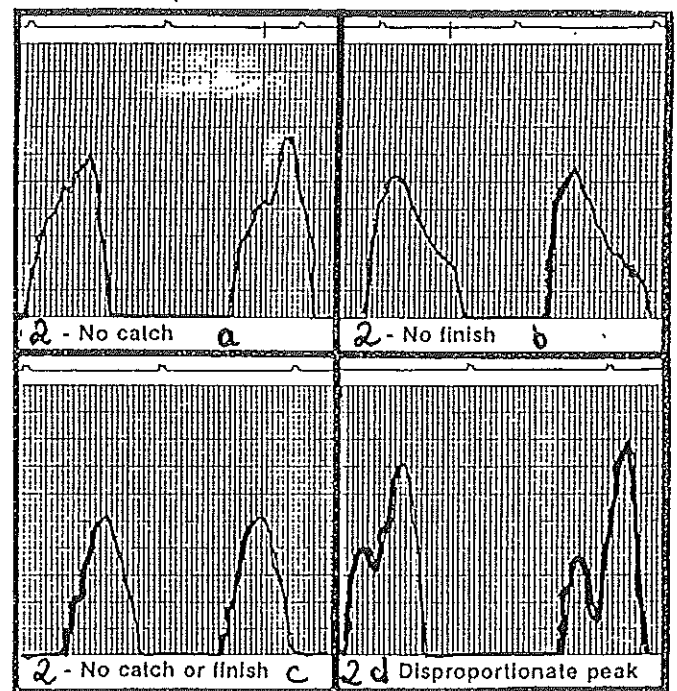 2 - No catch a
2 - No finish b
2 - No catch or finish c
2 d Disproportionate peak